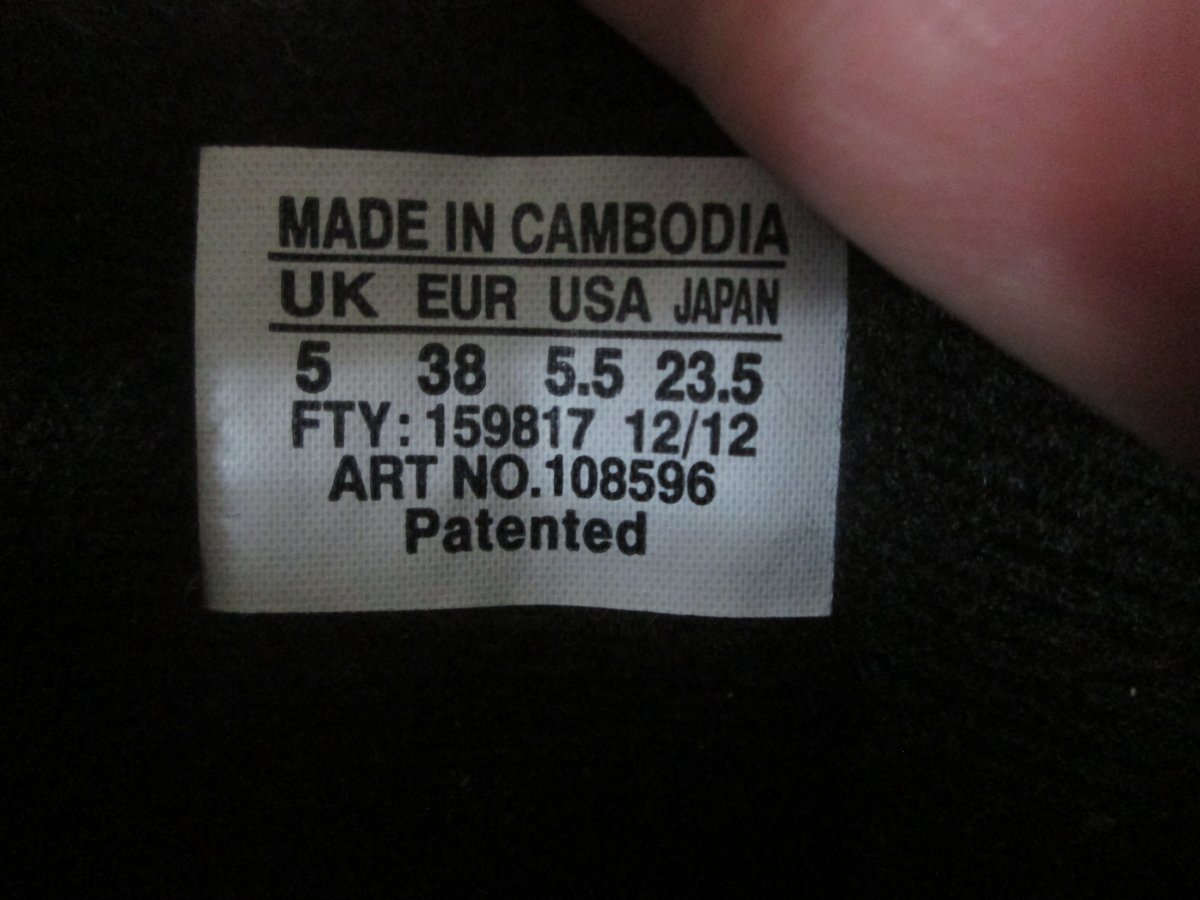 MADE IN CAMBODIA
UK EUR USA JAPAN
5 38 5.5 23.5
FTY: 159817 12/12
ART NO.108596
Patented